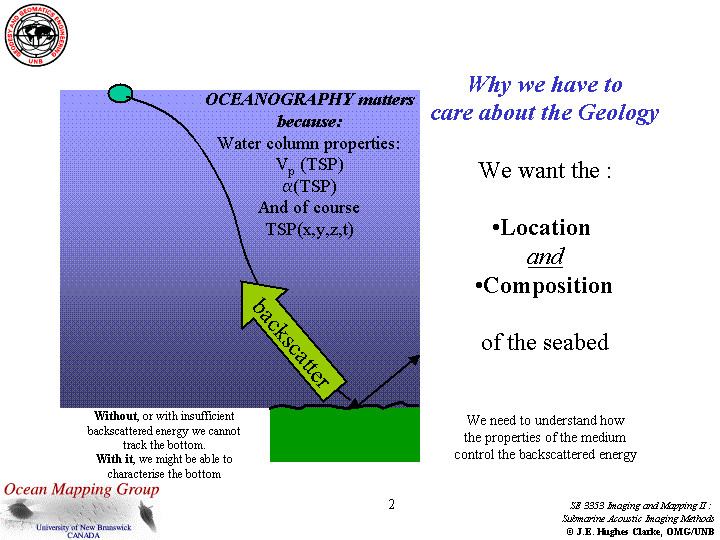 GEODESY AND GEOMATICS ENGINEERING
UNB
OCEANOGRAPHY matters
because:
Water column properties:
Vp (TSP)
α(TSP)
And of course
TSP(x,y,z,t)
backscatter
Without, or with insufficient
backscattered energy we cannot
track the bottom.
With it, we might be able to
characterise the bottom
Why we have to
care about the Geology
We want the :
•Location
and
•Composition
of the seabed
We need to understand how
the properties of the medium
control the backscattered energy
Ocean Mapping Group
University of New Brunswick
CANADA
2
SE 3353 Imaging and Mapping II :
Submarine Acoustic Imaging Methods
© J.E. Hughes Clarke, OMG/UNB